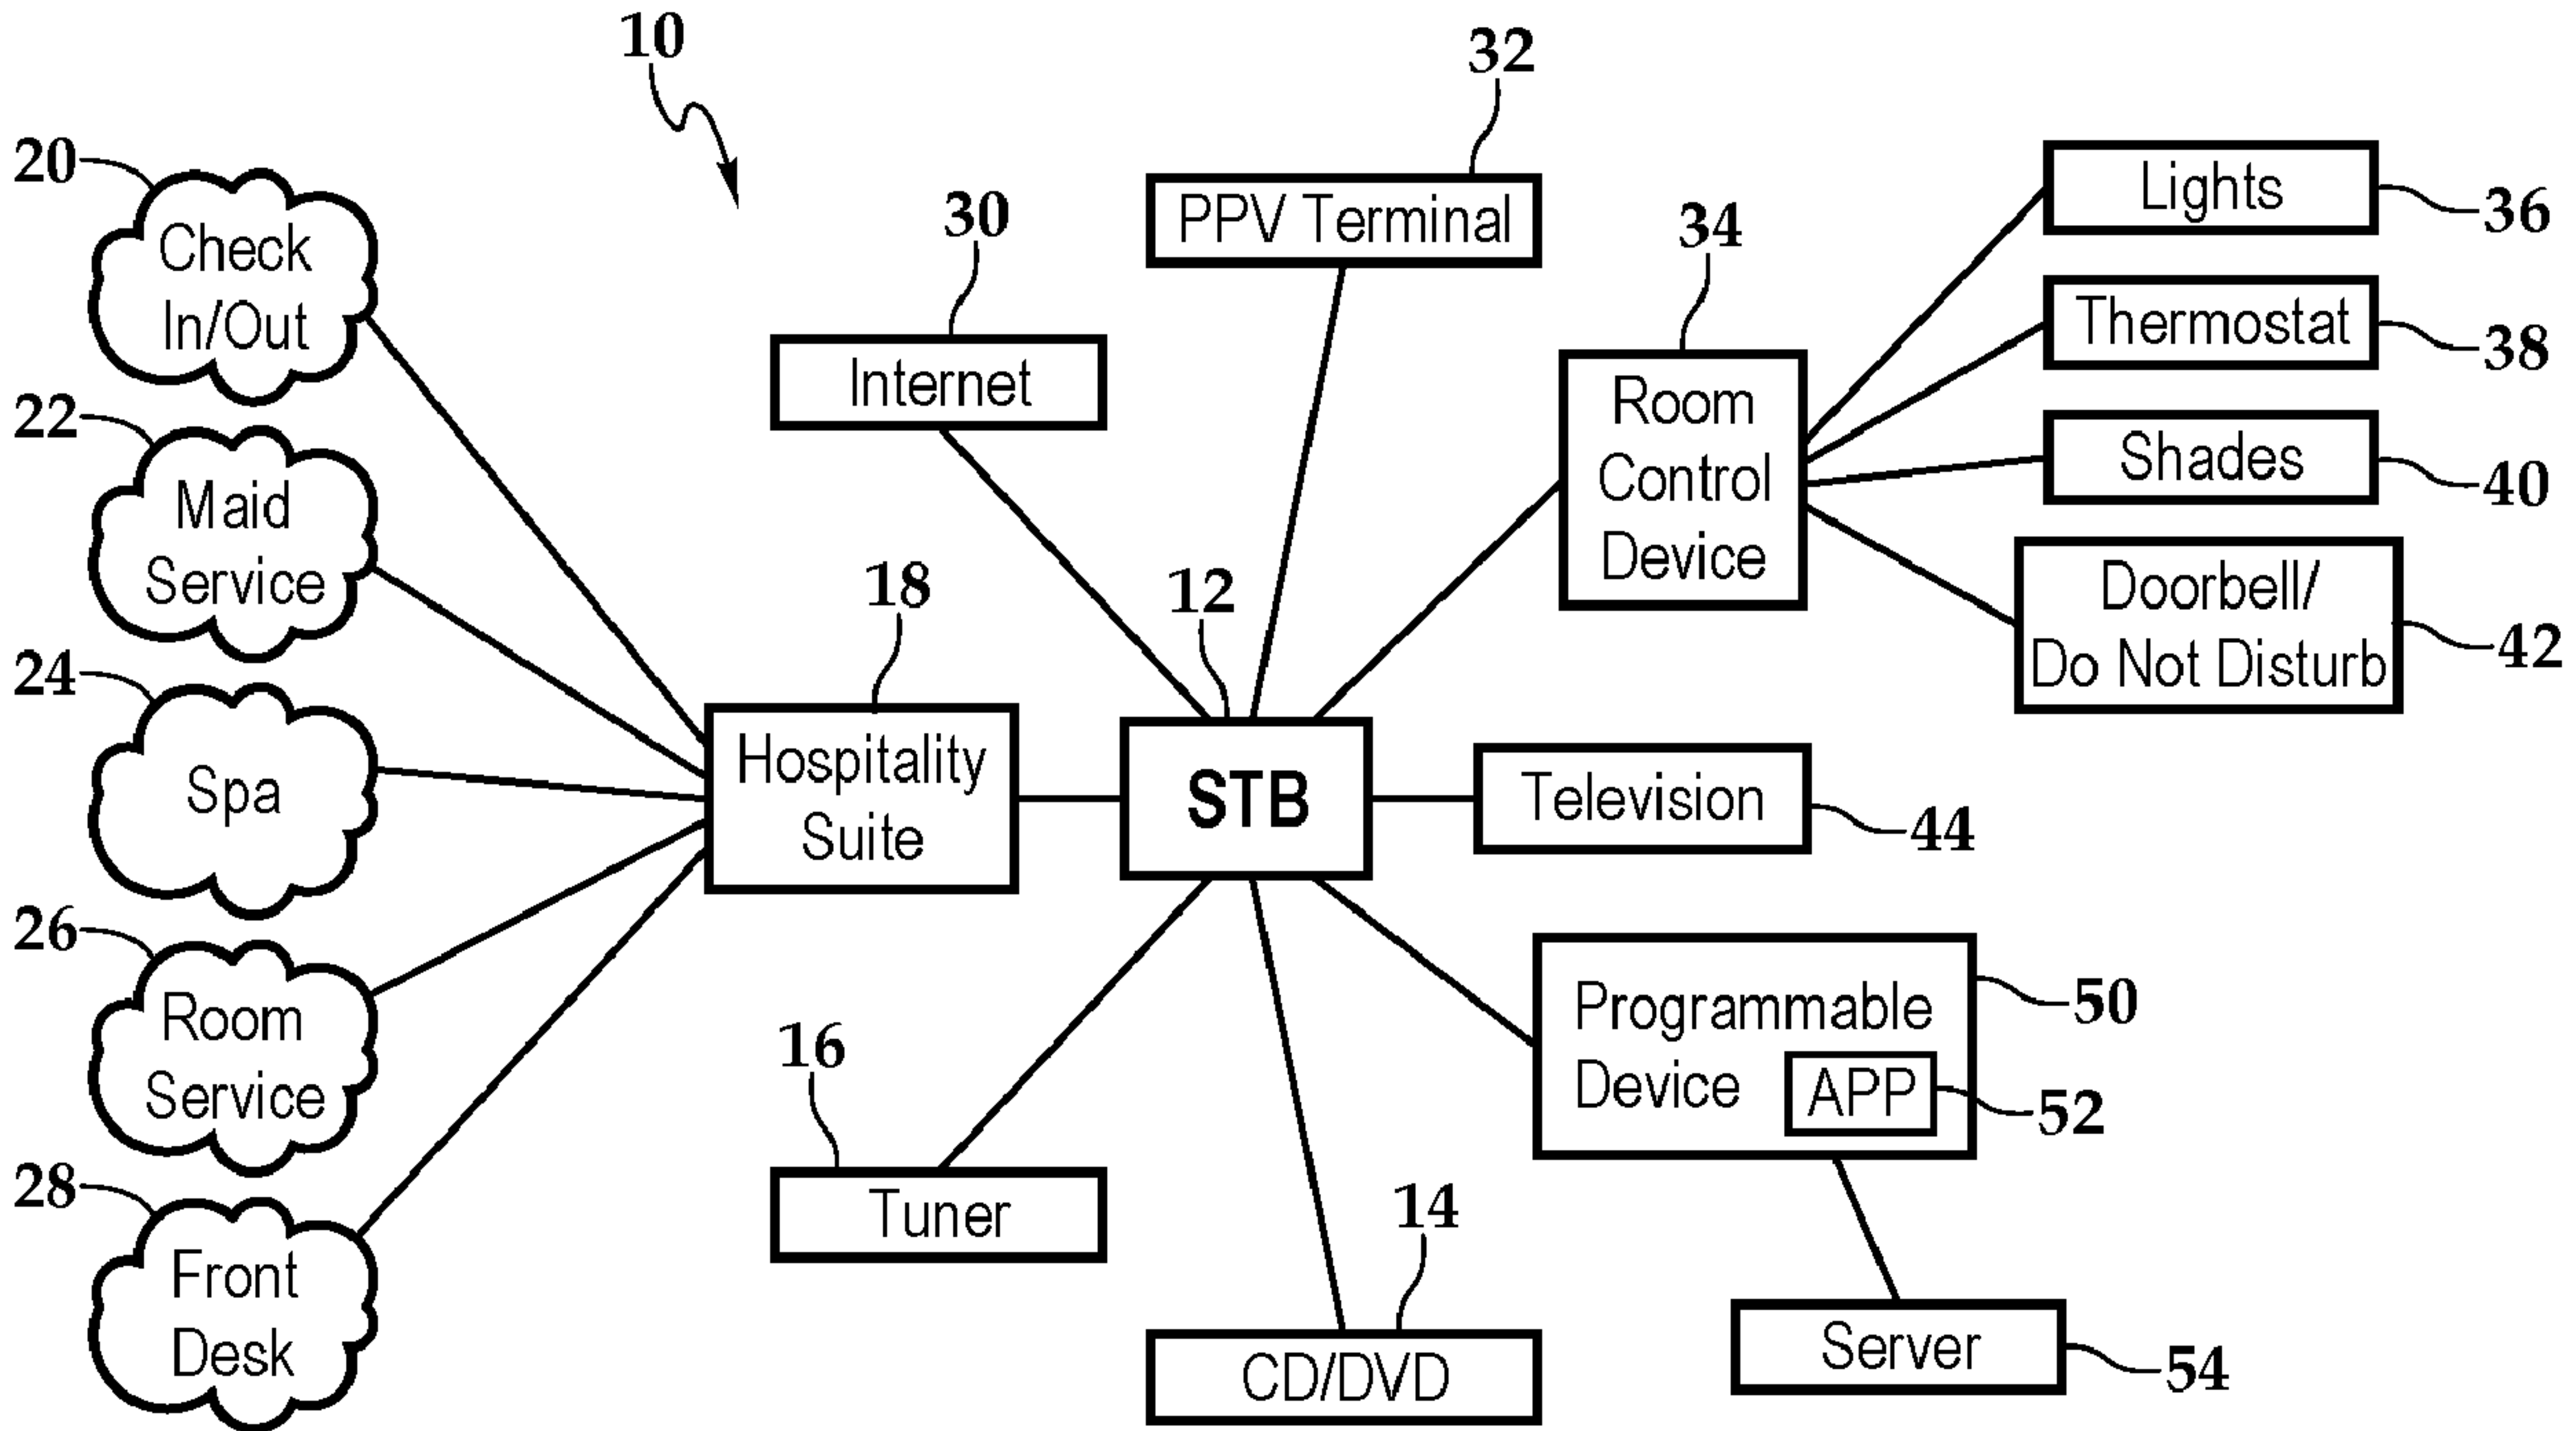 10
32
20
Check
In/Out
30
PPV Terminal
34
Lights
36
Internet
Thermostat
38
22
Maid
Service
Room
Control
Device
Shades
40
18
12
Doorbell/
Do Not Disturb
42
24
Spa
Hospitality
Suite
STB
Television
44
26
Room
Service
16
Programmable
Device
50
APP
52
28
Front
Desk
Tuner
14
CD/DVD
Server
54